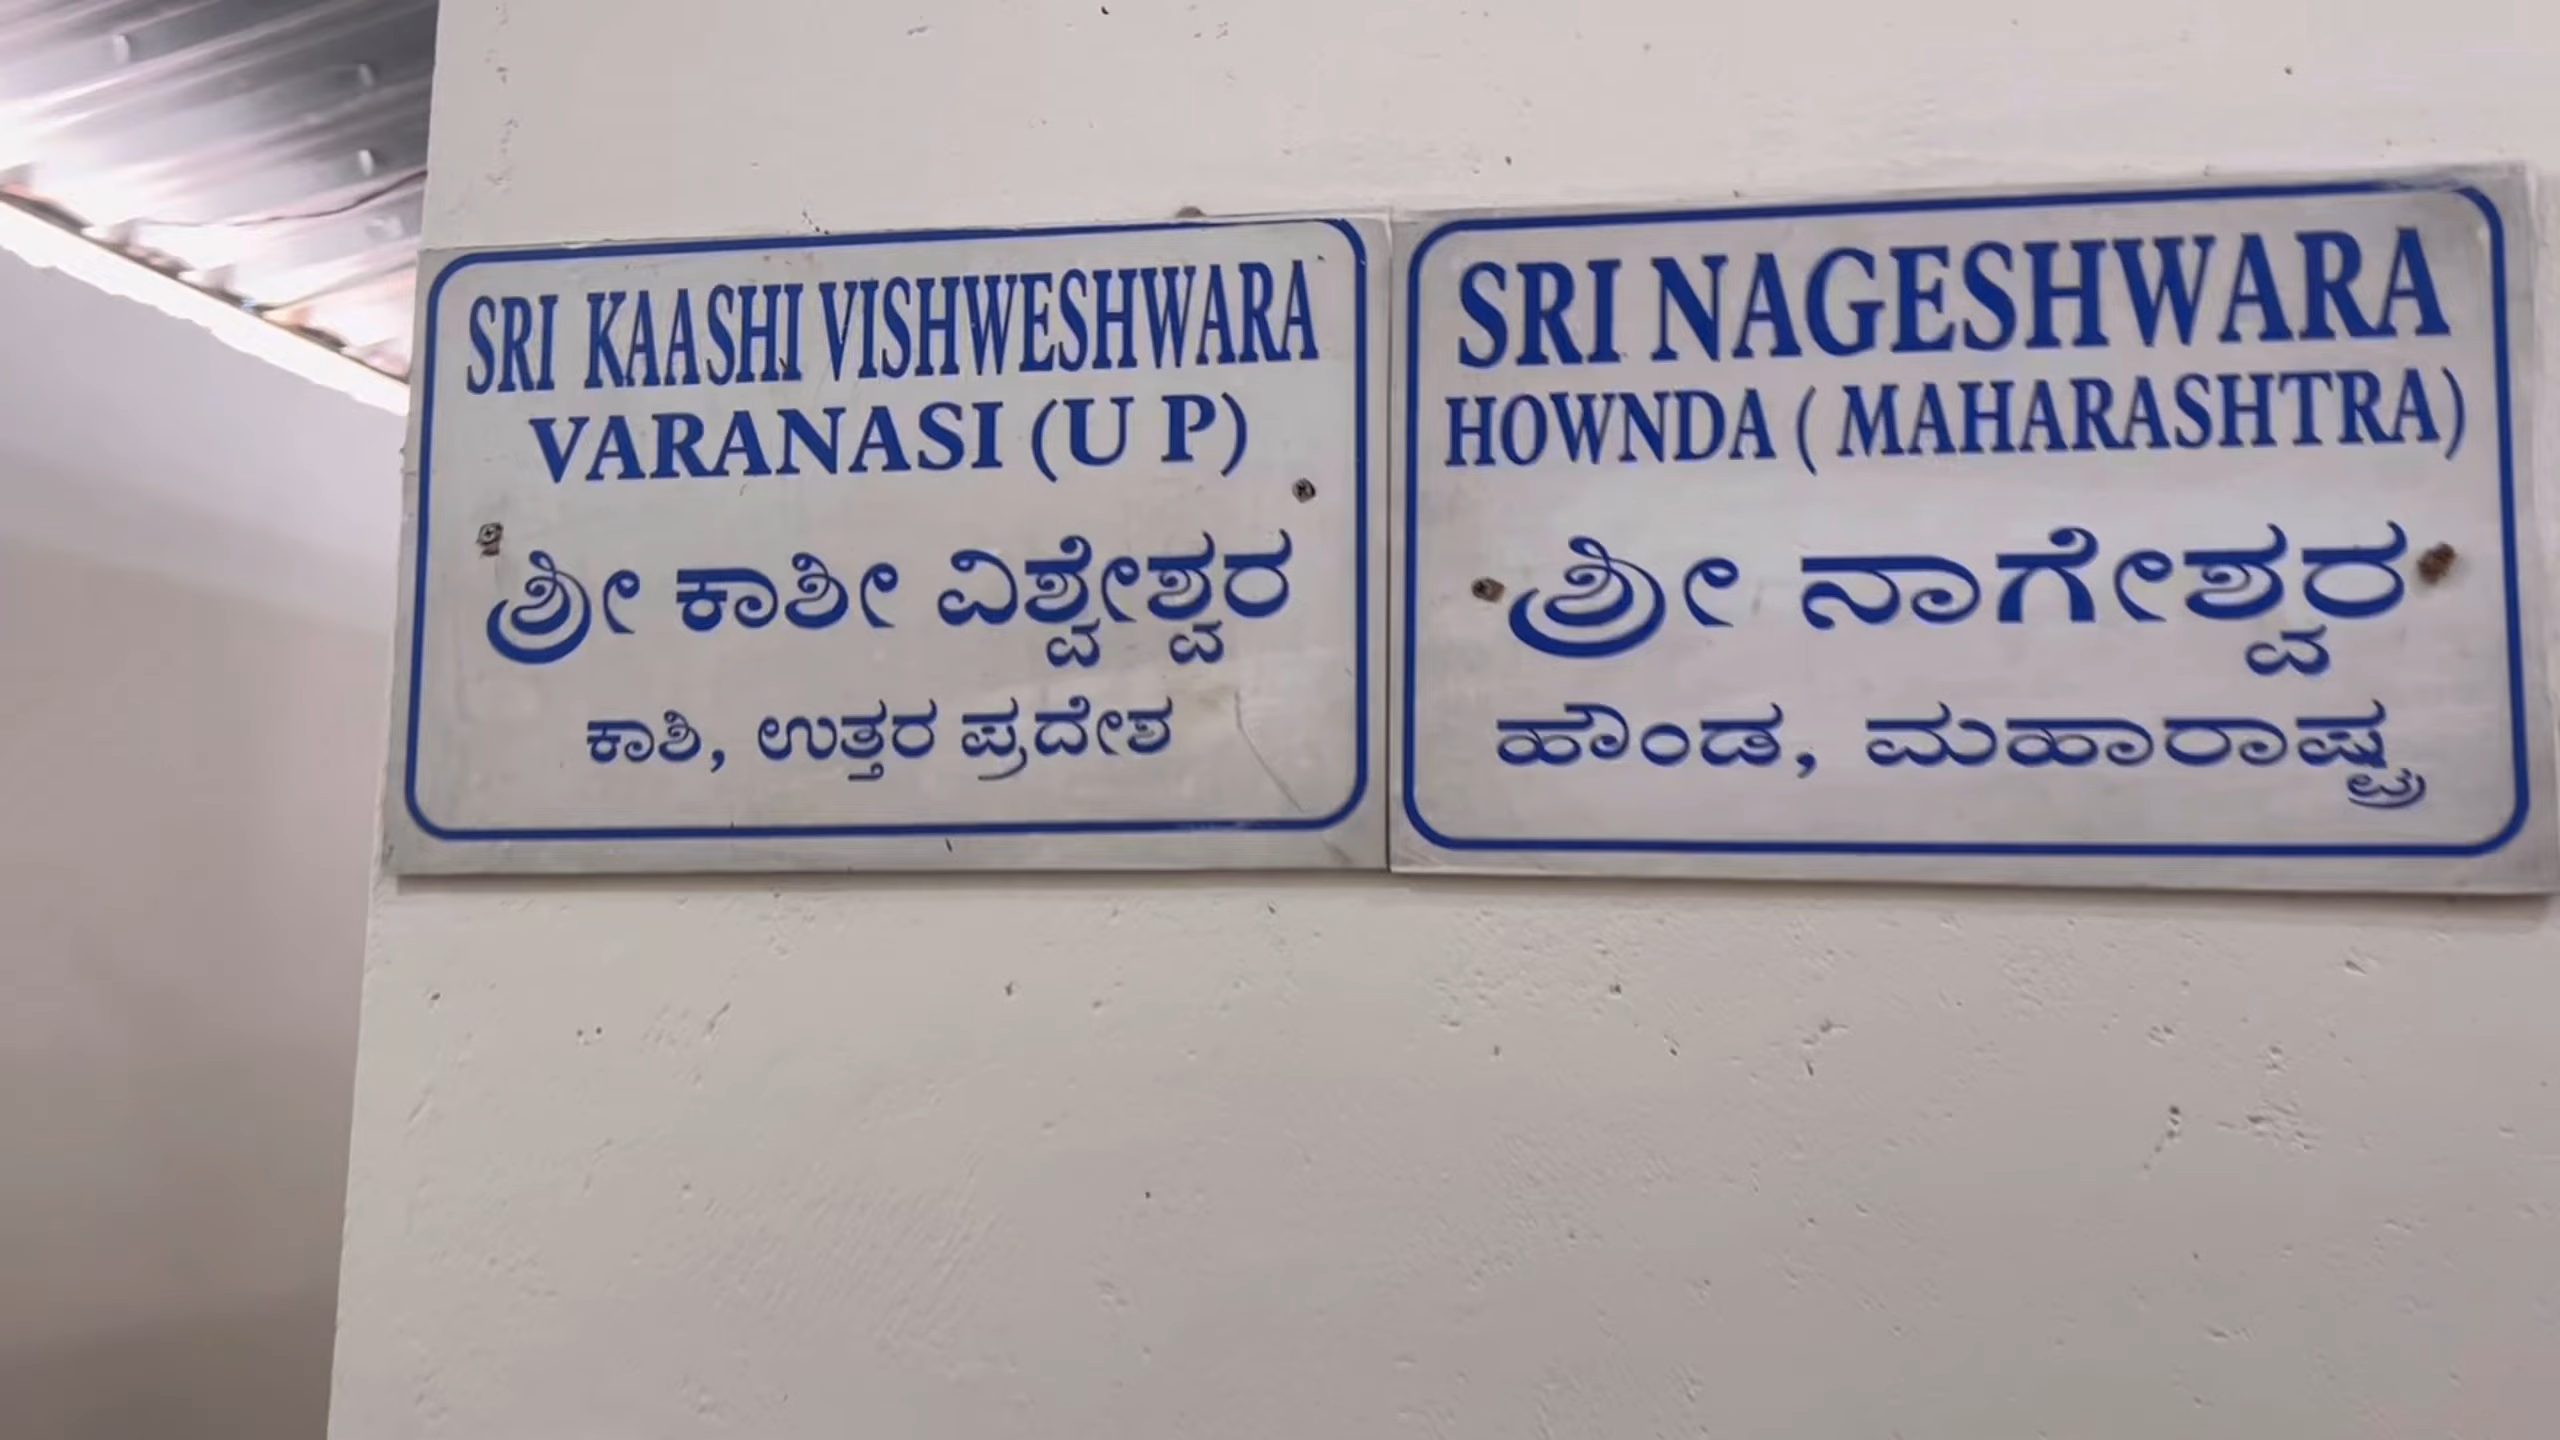 SRI KAASHI VISHWESHWARA
VARANASI (U P)
ಶ್ರೀ ಕಾಶೀ ವಿಶ್ವೇಶ್ವರ
ಕಾಶಿ, ಉತ್ತರ ಪ್ರದೇಶ
SRI NAGESHWARA
HOWNDA ( MAHARASHTRA)
ಶ್ರೀ ನಾಗೇಶ್ವರ
ಹೌಂಡ, ಮಹಾರಾಷ್ಟ್ರ